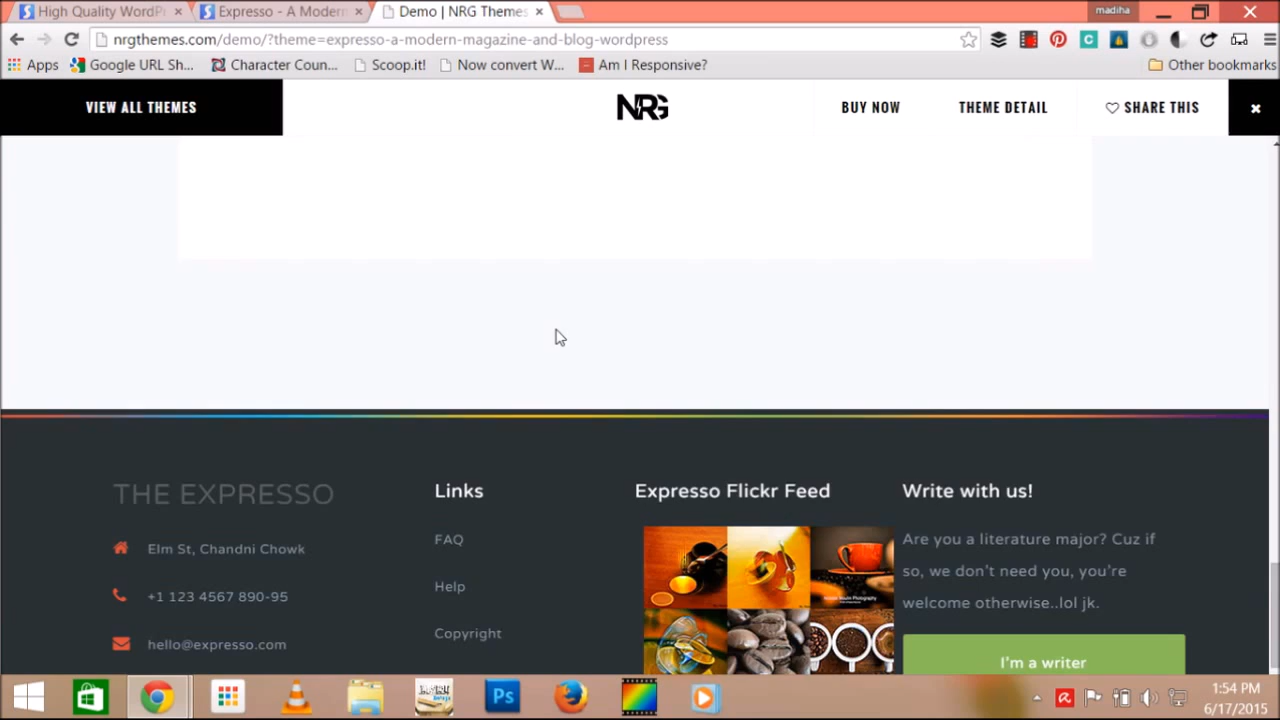 High Quality WordP
Expresso - A Modern
Demo | NRG Themes
madiha
nrgthemes.com/demo/?theme=expresso-a-modern-magazine-and-blog-wordpress
Apps
Google URL Sh...
Character Coun...
Scoop.it!
Now convert W...
Am I Responsive?
Other bookmarks
VIEW ALL THEMES
NRG
BUY NOW
THEME DETAIL
SHARE THIS
THE EXPRESSO
Elm St, Chandni Chowk
+1 123 4567 890-95
hello@expresso.com
Links
FAQ
Help
Copyright
Expresso Flickr Feed
Write with us!
Are you a literature major? Cuz if
so, we don't need you, you're
welcome otherwise..lol jk.
I'm a writer
Ps
1:54 PM
6/17/2015